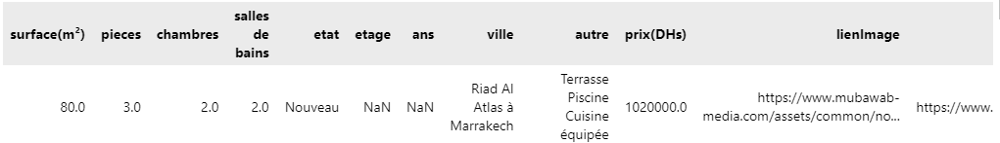 surface(m²) pieces chambres salles de bains etat etage ans ville autre prix(DHs) lienImage
80.0 3.0 2.0 2.0 Nouveau NaN NaN Riad Al Atlas à Marrakech Terrasse Piscine Cuisine équipée 1020000.0 https://www.mubawab-media.com/assets/common/no... https://www.